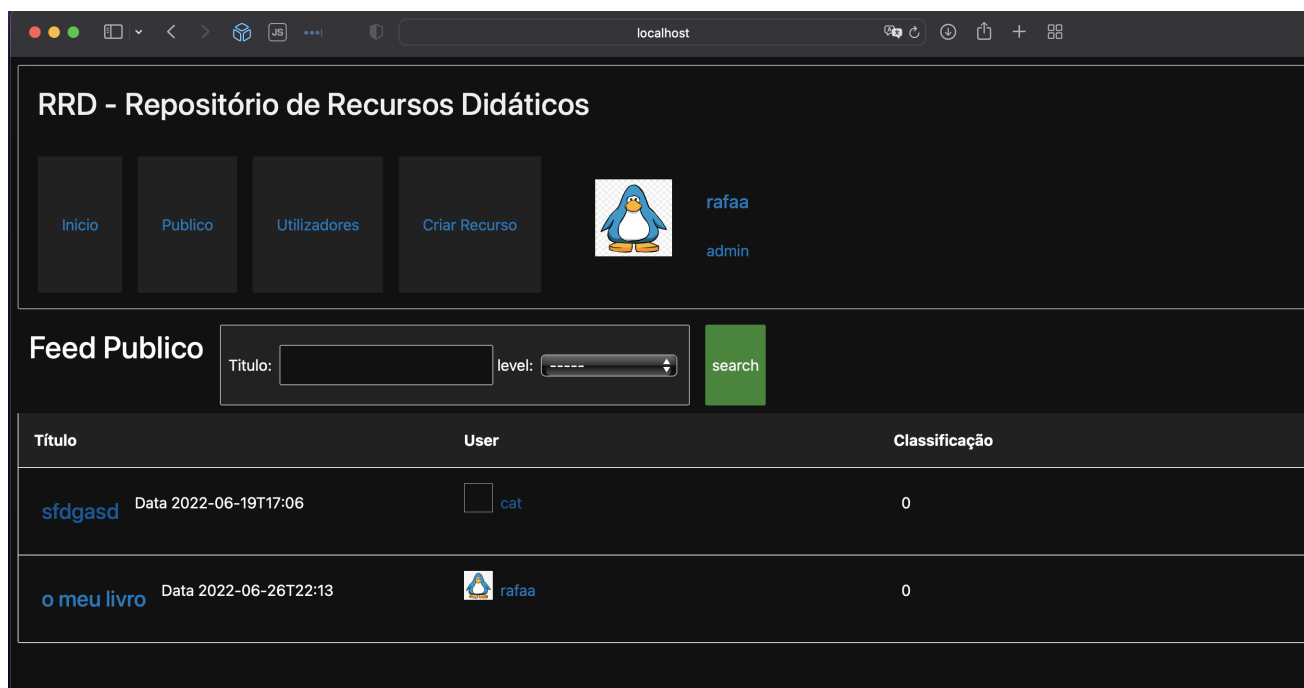 localhost
RRD - Repositório de Recursos Didáticos
Inicio Publico Utilizadores Criar Recurso
rafaa
admin
Feed Publico
Titulo: level: ----- search
Título User Classificação
sfdgasd Data 2022-06-19T17:06 cat 0
o meu livro Data 2022-06-26T22:13 rafaa 0